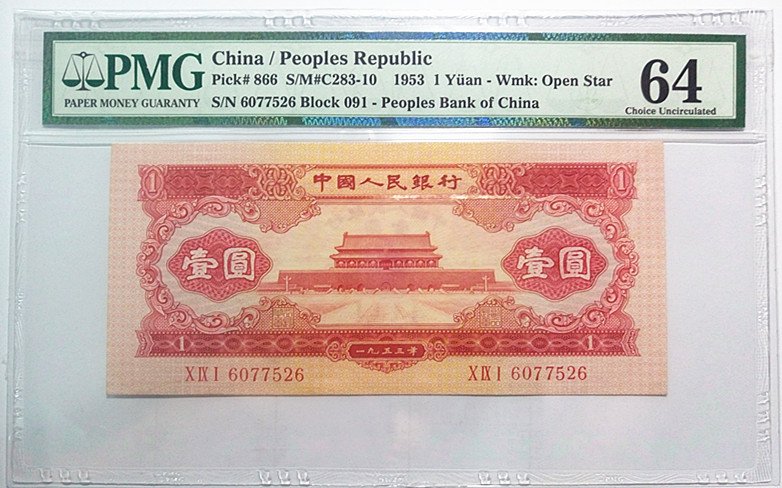 PMG
PAPER MONEY GUARANTY
China / Peoples Republic
Pick# 866 S/M#C283-10 1953 1 Yüan - Wmk: Open Star
S/N 6077526 Block 091 - Peoples Bank of China
64
Choice Uncirculated
1 中國人民銀行 1
壹圓 壹圓
1 一九五三年 1
X IX I 6077526 X IX I 6077526